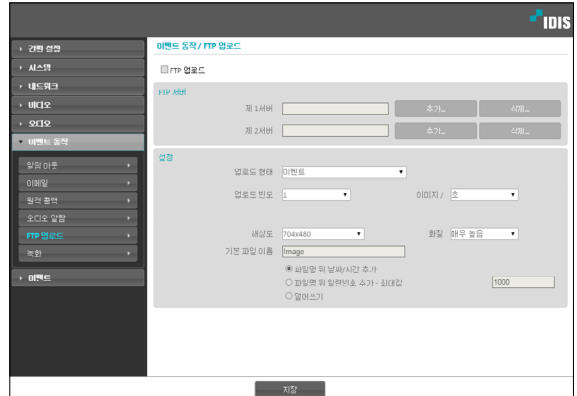 IDIS
간편 설정
시스템
네트워크
비디오
오디오
이벤트 동작
알람 아웃
이메일
원격 콜백
오디오 알람
FTP 업로드
녹화
이벤트
이벤트 동작 / FTP 업로드
FTP 업로드
FTP 서버
제 1서버 추가... 삭제...
제 2서버 추가... 삭제...
설정
업로드 형태 이벤트
업로드 빈도 1 이미지 / 초
해상도 704x480 화질 매우 높음
기본 파일 이름 Image
파일명 뒤 날짜/시간 추가
파일명 뒤 일련번호 추가 - 최대값 1000
덮어쓰기
저장